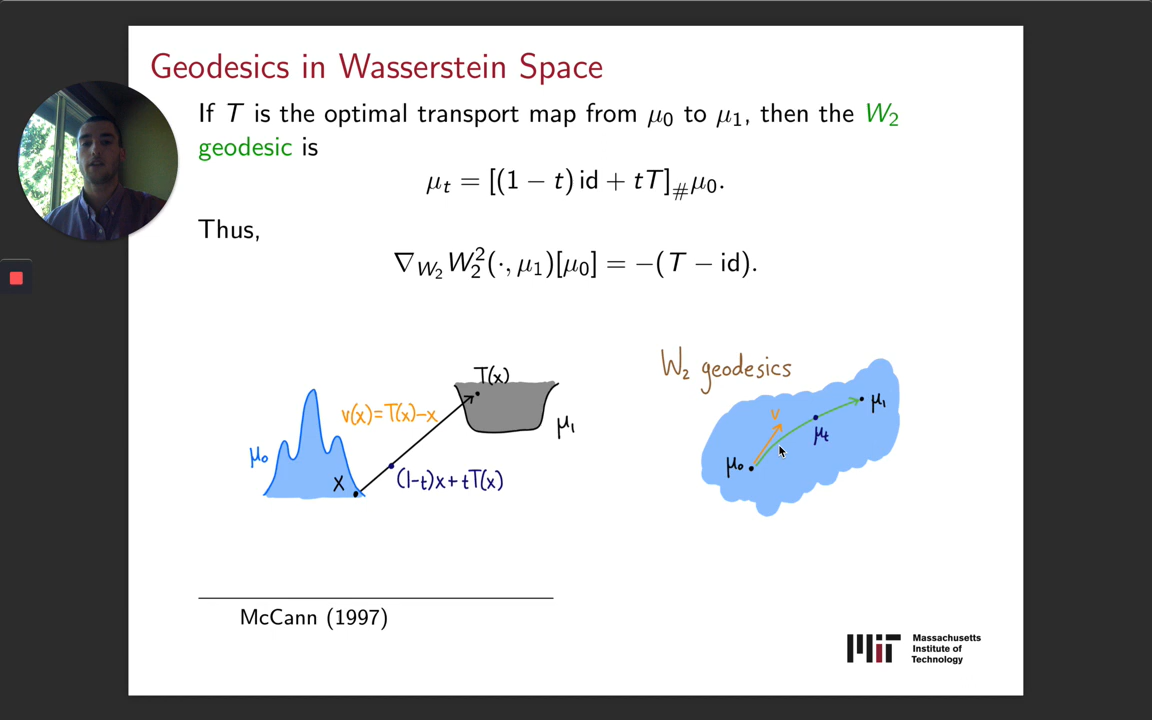 Geodesics in Wasserstein Space
If T is the optimal transport map from μ₀ to μ₁, then the W₂
geodesic is
μₜ = [(1 − t) id + tT]_#μ₀.
Thus,
∇_{W₂} W₂²(·, μ₁)[μ₀] = −(T − id).
T(x)
v(x)=T(x)-x
μ₁
μ₀
x
(1-t)x+tT(x)
W₂ geodesics
v
μ₁
μₜ
μ₀
McCann (1997)
MIT
Massachusetts
Institute of
Technology